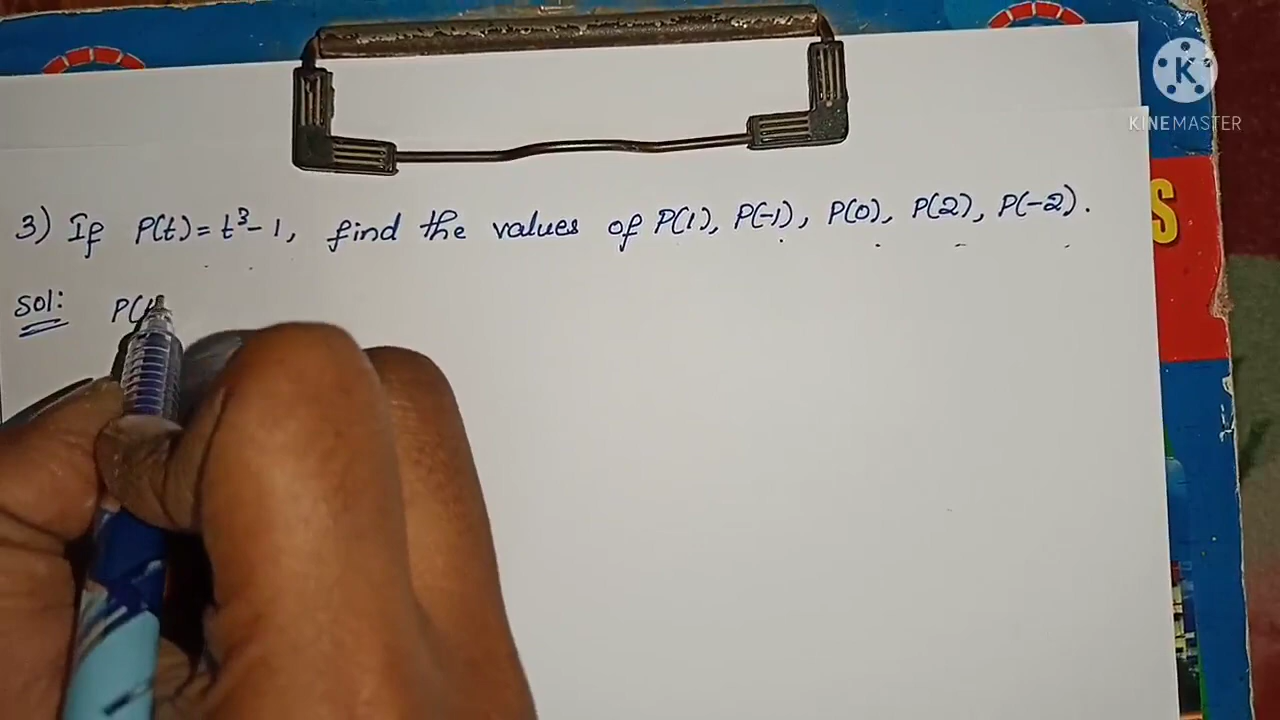 KINEMASTER
3) If P(t) = t³ - 1, find the values of P(1), P(-1), P(0), P(2), P(-2).
S
Sol: P(t